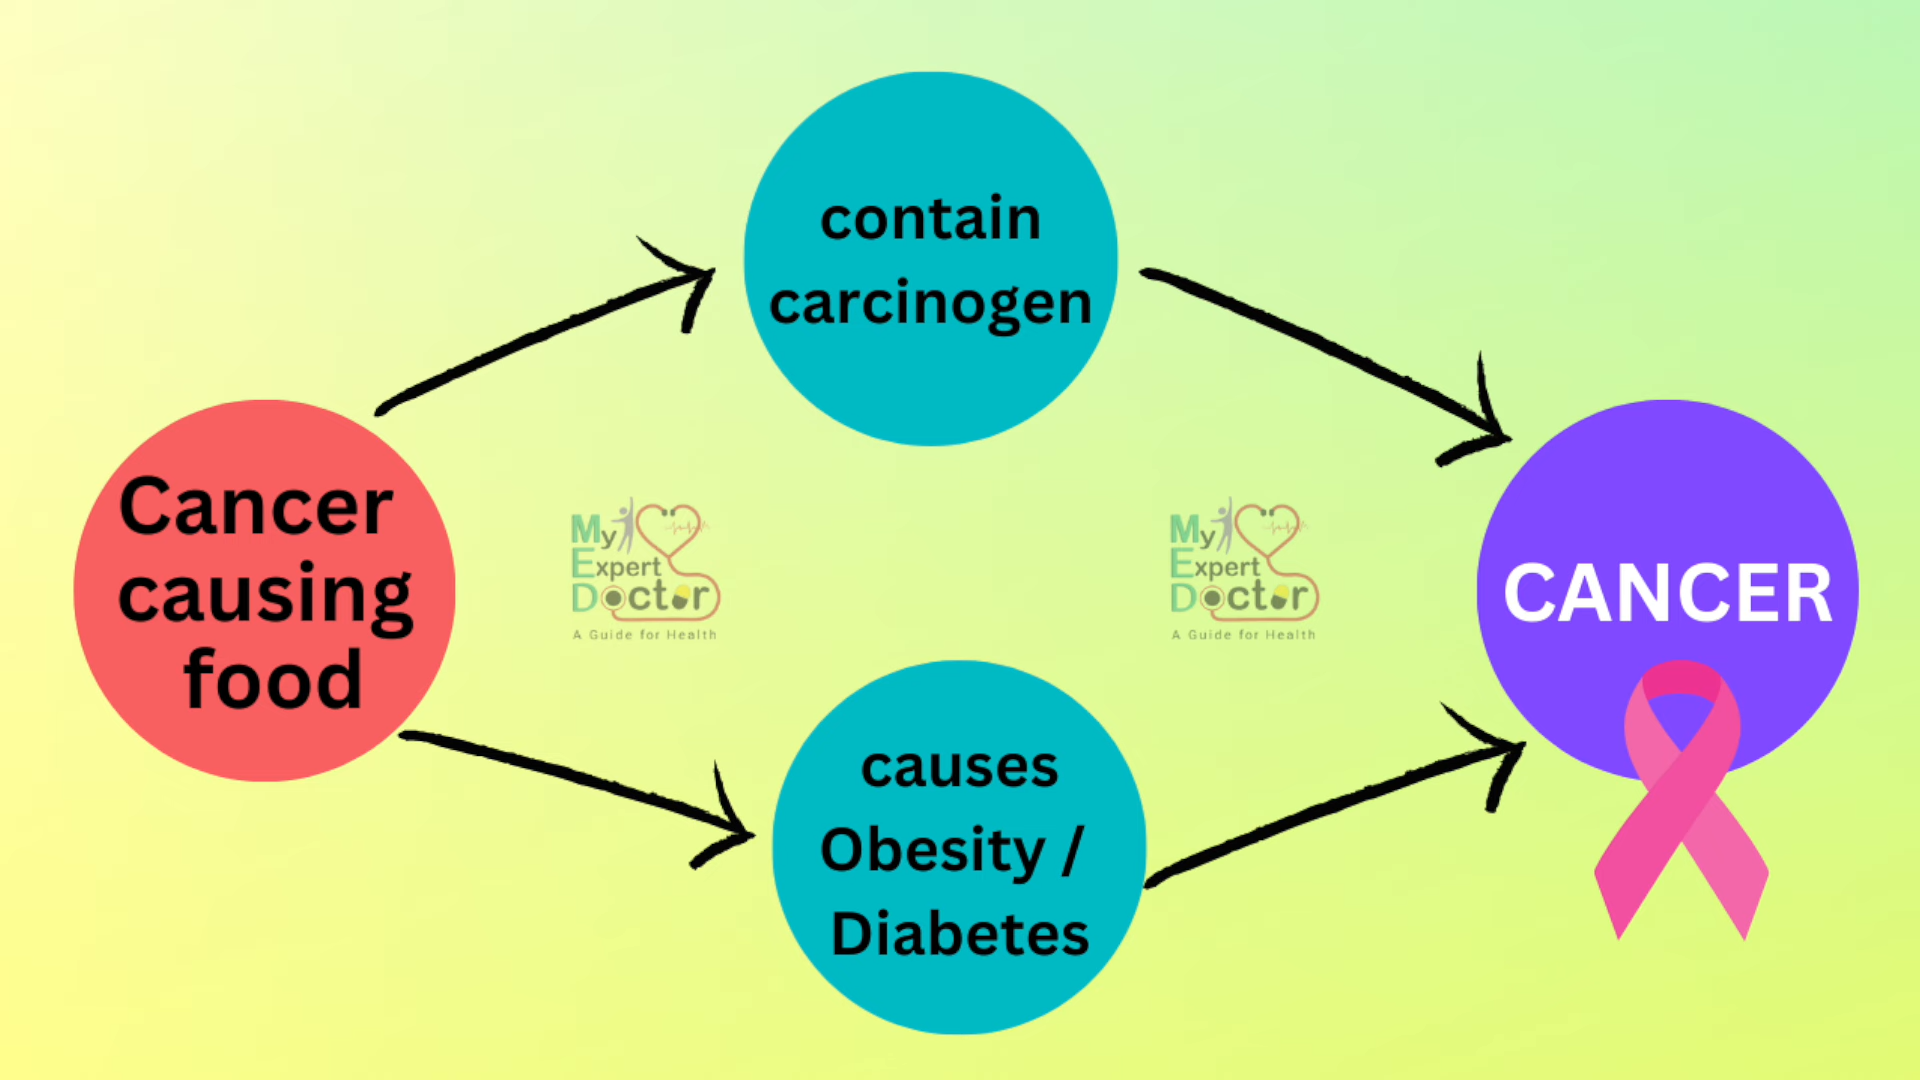 contain
carcinogen
Cancer
causing
food
My
Expert
Doctor
A Guide for Health
My
Expert
Doctor
A Guide for Health
CANCER
causes
Obesity /
Diabetes